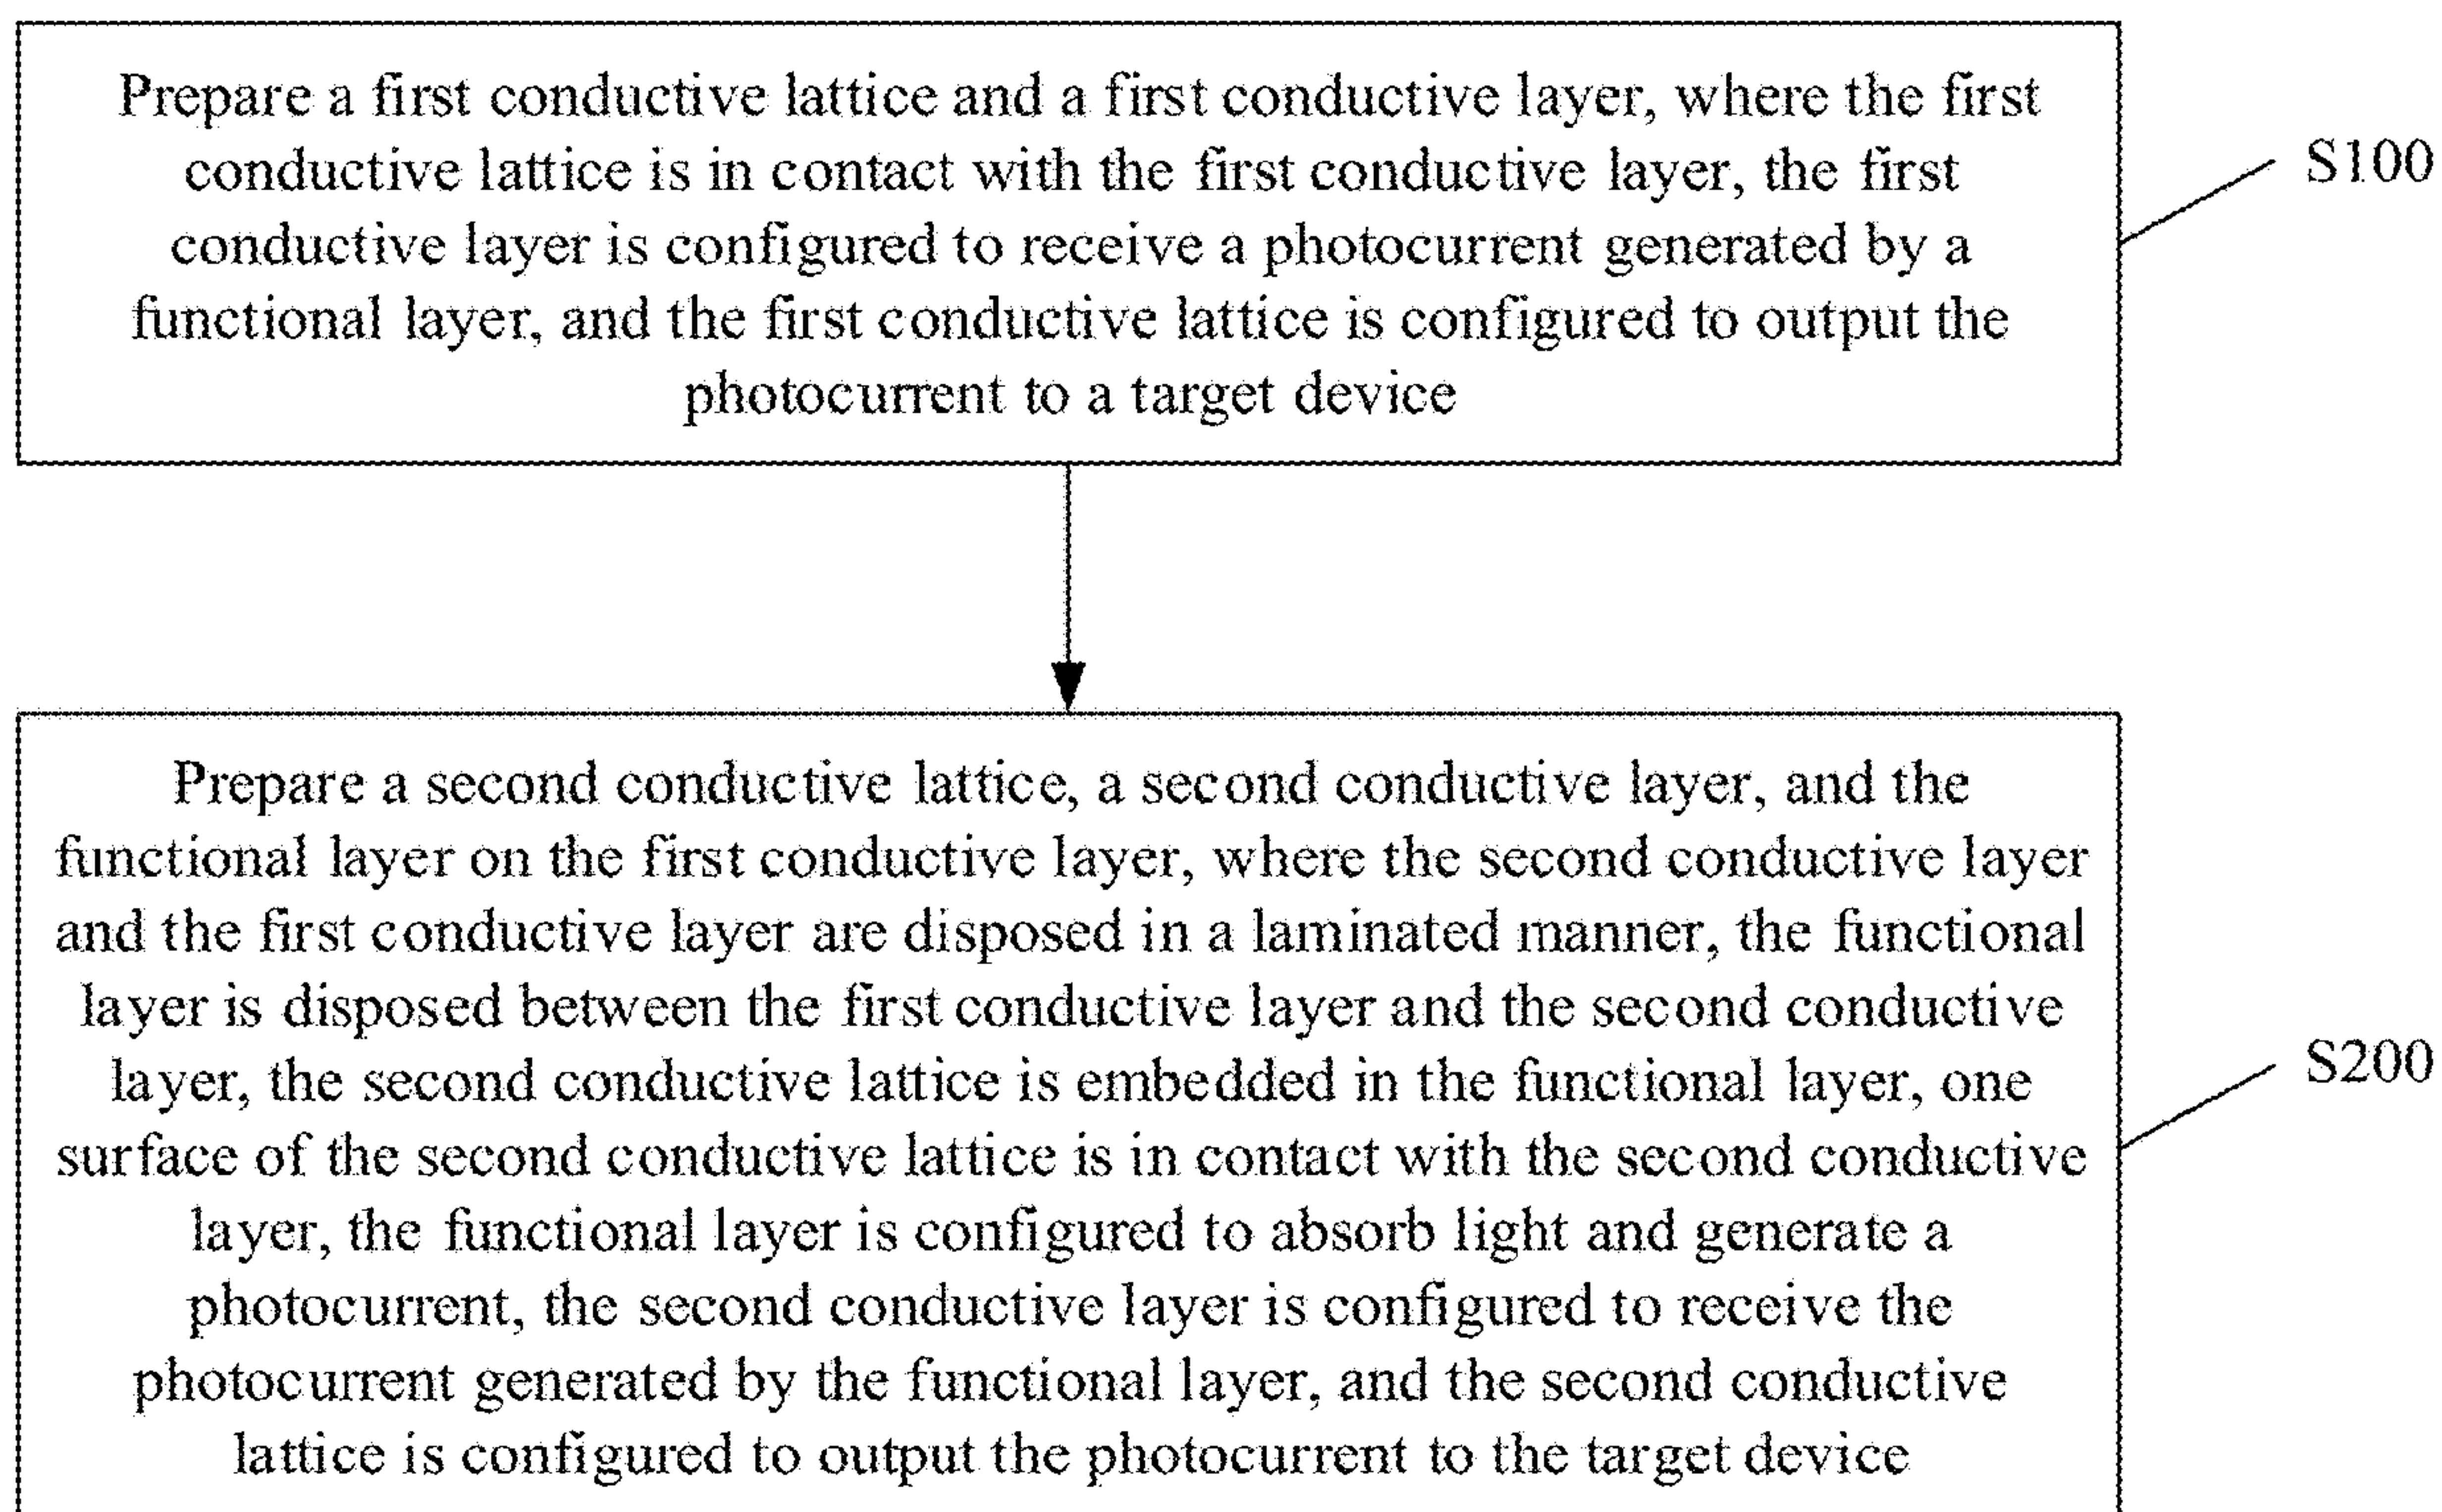 Prepare a first conductive lattice and a first conductive layer, where the first
conductive lattice is in contact with the first conductive layer, the first
conductive layer is configured to receive a photocurrent generated by a
functional layer, and the first conductive lattice is configured to output the
photocurrent to a target device
S100
Prepare a second conductive lattice, a second conductive layer, and the
functional layer on the first conductive layer, where the second conductive layer
and the first conductive layer are disposed in a laminated manner, the functional
layer is disposed between the first conductive layer and the second conductive
layer, the second conductive lattice is embedded in the functional layer, one
surface of the second conductive lattice is in contact with the second conductive
layer, the functional layer is configured to absorb light and generate a
photocurrent, the second conductive layer is configured to receive the
photocurrent generated by the functional layer, and the second conductive
lattice is configured to output the photocurrent to the target device
S200